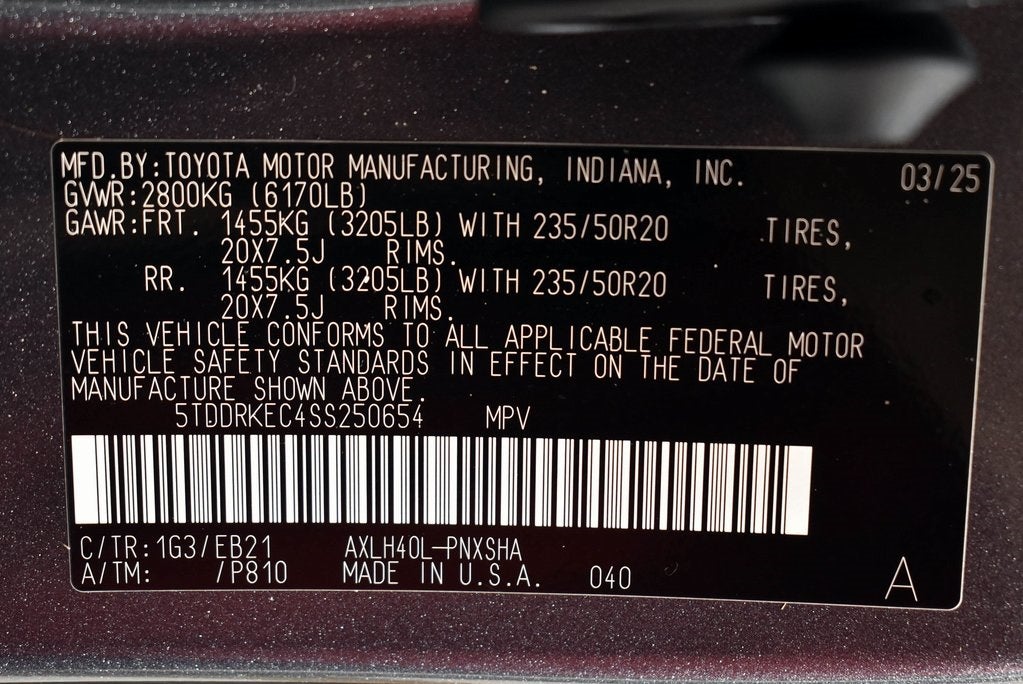 MFD.BY:TOYOTA MOTOR MANUFACTURING, INDIANA, INC. 03/25
GVWR:2800KG (6170LB)
GAWR:FRT. 1455KG (3205LB) WITH 235/50R20 TIRES,
20X7.5J RIMS.
RR. 1455KG (3205LB) WITH 235/50R20 TIRES,
20X7.5J RIMS.
THIS VEHICLE CONFORMS TO ALL APPLICABLE FEDERAL MOTOR
VEHICLE SAFETY STANDARDS IN EFFECT ON THE DATE OF
MANUFACTURE SHOWN ABOVE.
5TDDRKEC4SS250654 MPV
C/TR:1G3/EB21 AXLH40L-PNXSHA
A/TM: /P810 MADE IN U.S.A. 040 A